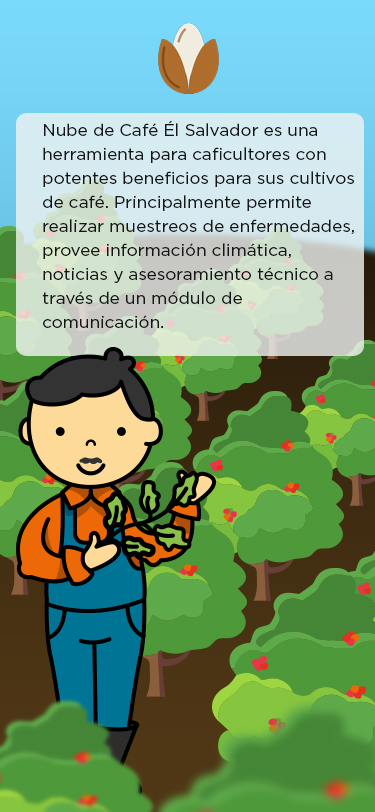 Nube de Café Él Salvador es una
herramienta para caficultores con
potentes beneficios para sus cultivos
de café. Principalmente permite
realizar muestreos de enfermedades,
provee información climática,
noticias y asesoramiento técnico a
través de un módulo de
comunicación.